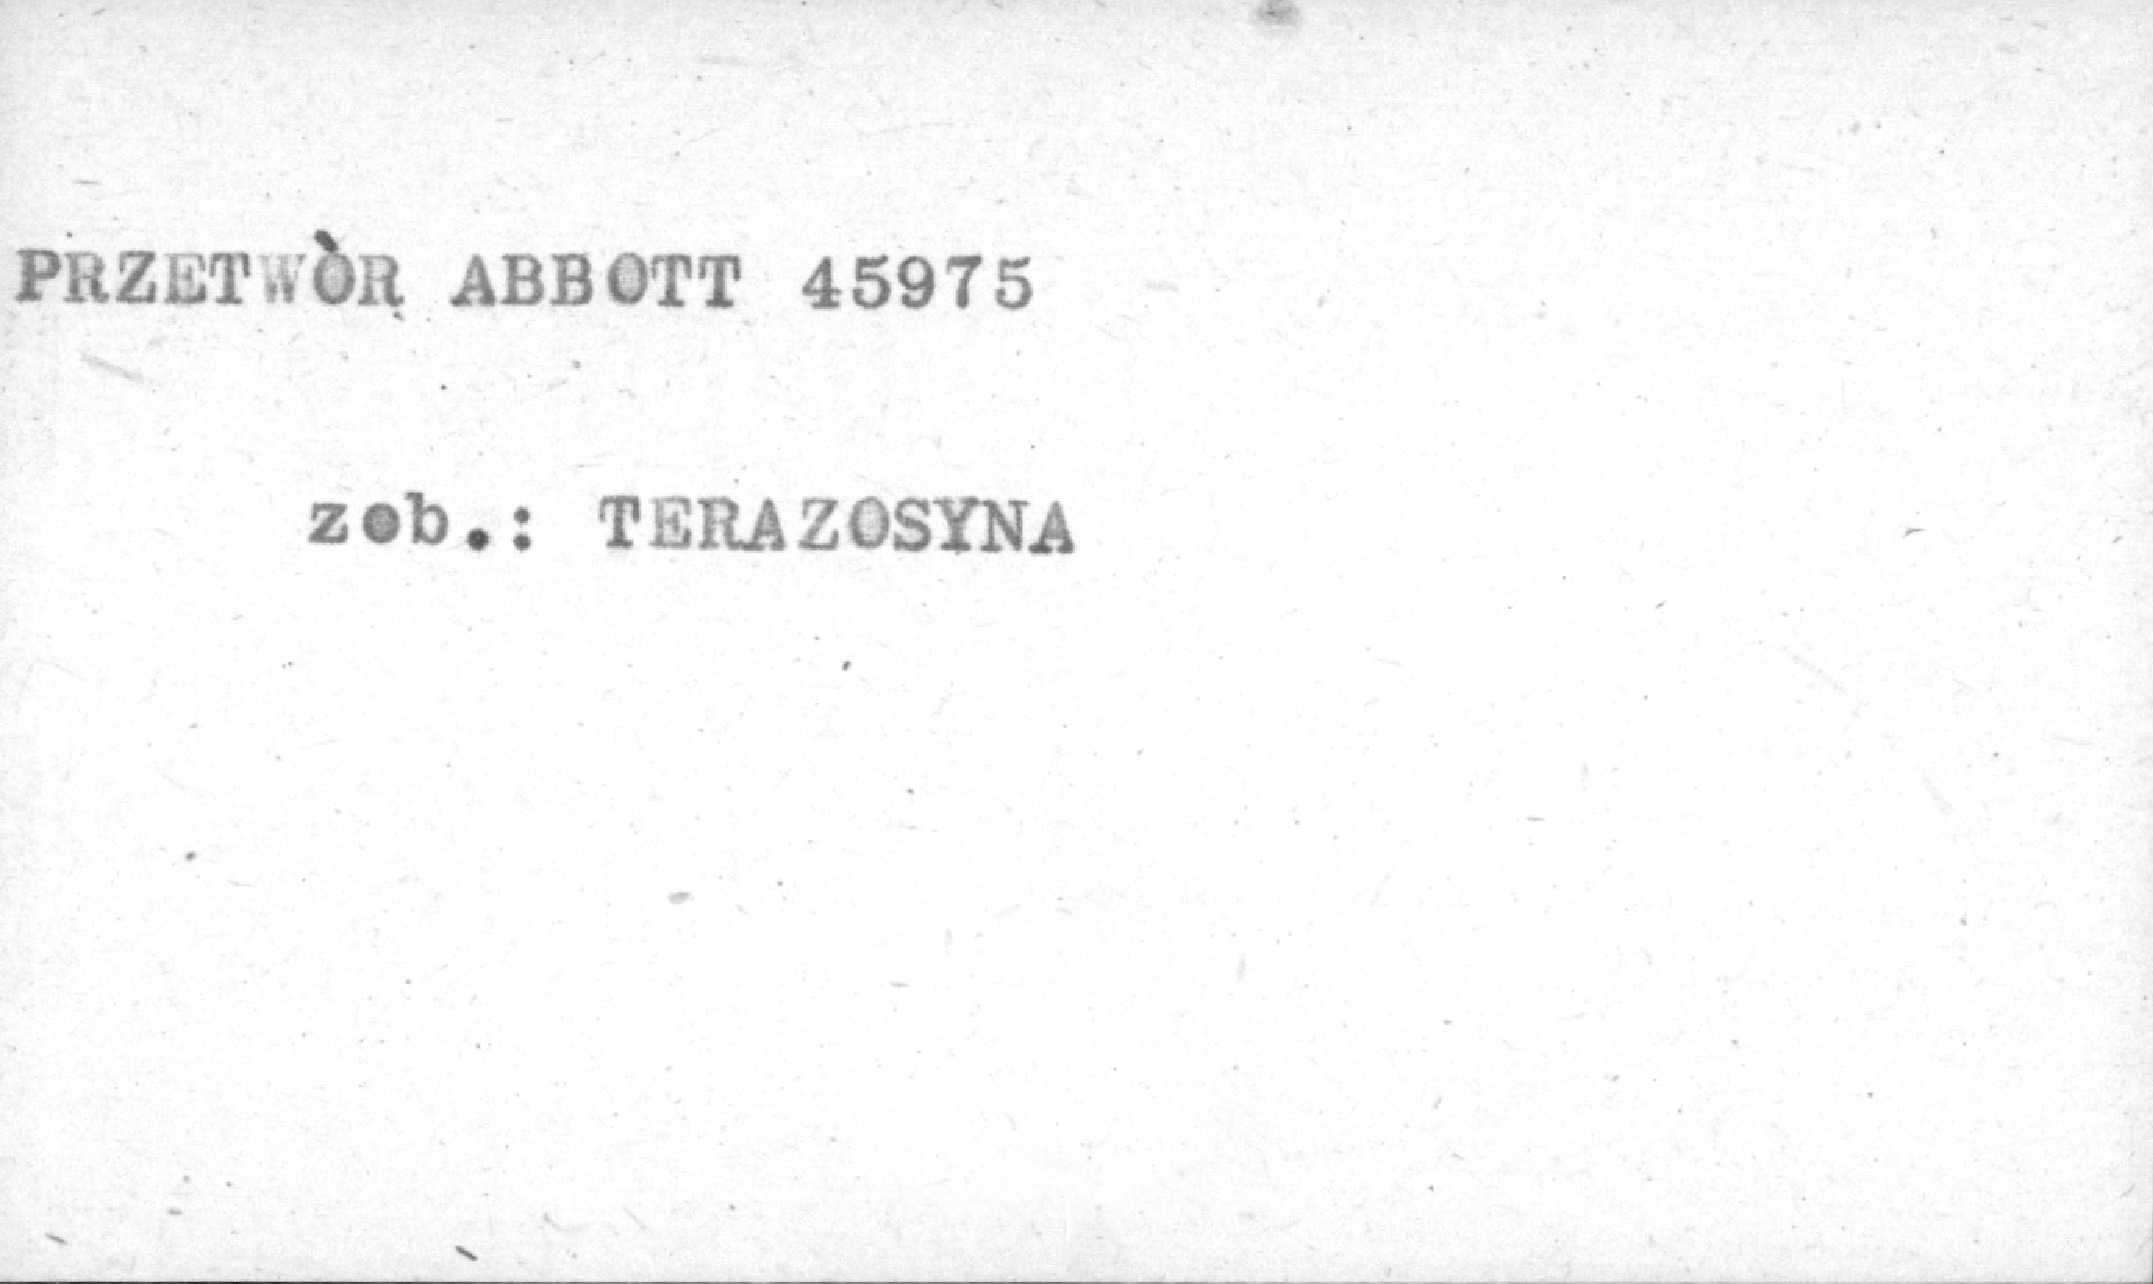 PRZETWÒR ABBOTT 45975
zob.: TERAZOSYNA